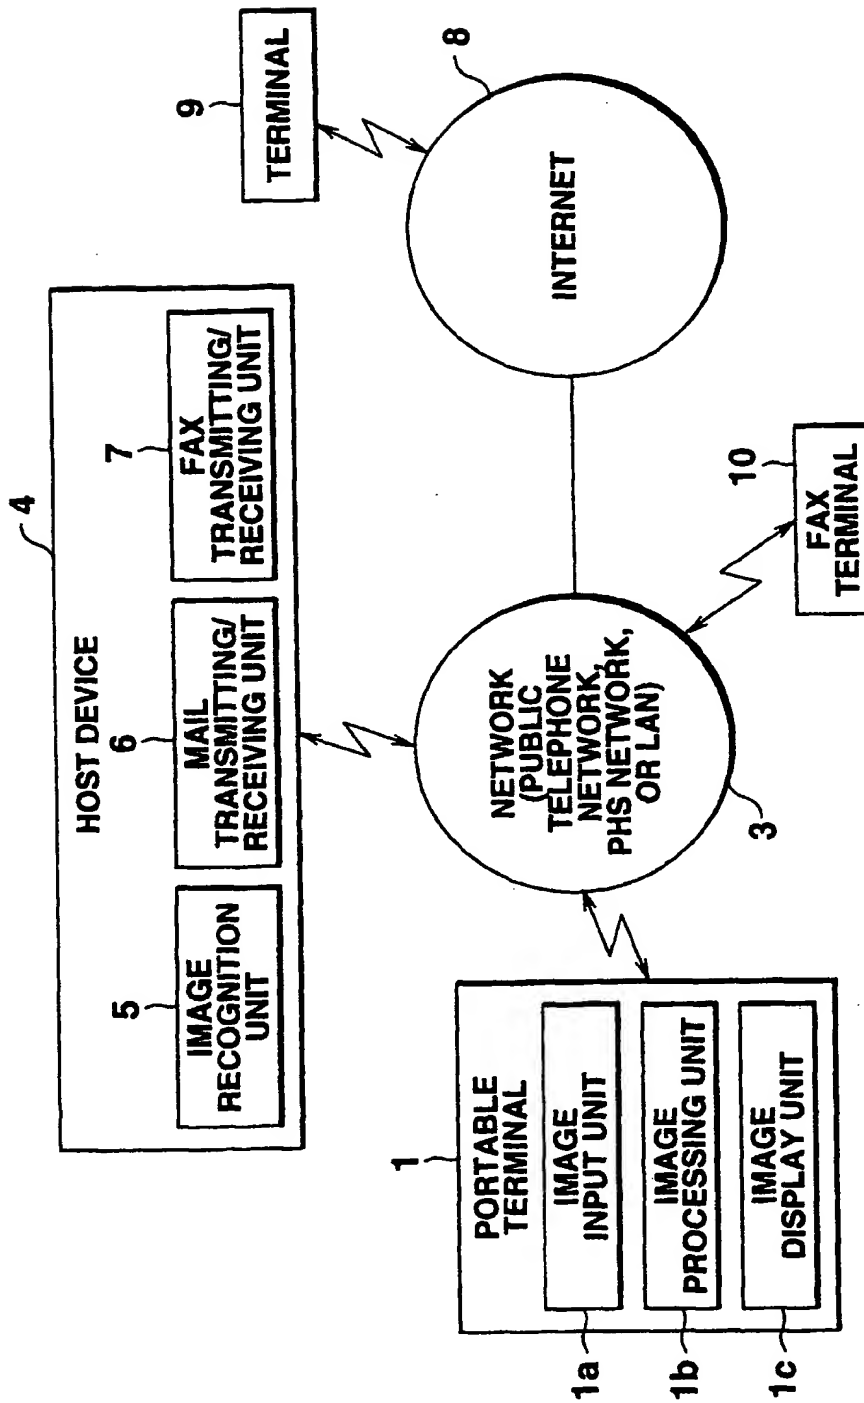 4
HOST DEVICE
5
IMAGE
RECOGNITION
UNIT
6
MAIL
TRANSMITTING/
RECEIVING UNIT
7
FAX
TRANSMITTING/
RECEIVING UNIT
9
TERMINAL
1
PORTABLE
TERMINAL
1a
IMAGE
INPUT UNIT
1b
IMAGE
PROCESSING UNIT
1c
IMAGE
DISPLAY UNIT
NETWORK
(PUBLIC
TELEPHONE
NETWORK,
PHS NETWORK,
OR LAN)
3
8
INTERNET
10
FAX
TERMINAL